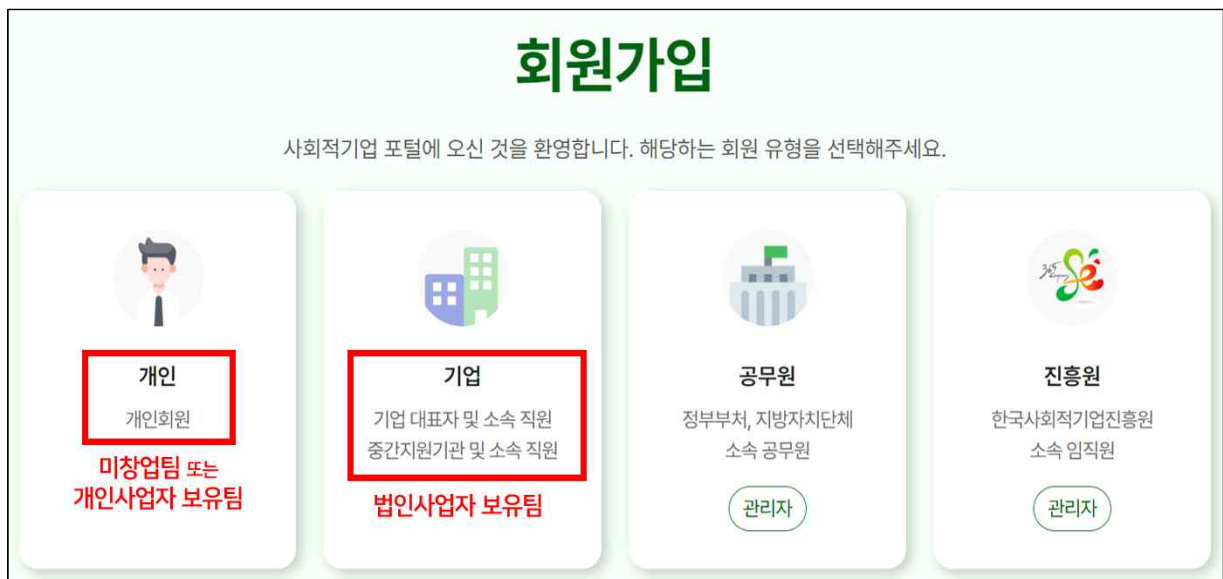 회원가입
사회적기업 포털에 오신 것을 환영합니다. 해당하는 회원 유형을 선택해주세요.
개인
개인회원
미창업팀 또는
개인사업자 보유팀
기업
기업 대표자 및 소속 직원
중간지원기관 및 소속 직원
법인사업자 보유팀
공무원
정부부처, 지방자치단체
소속 공무원
관리자
진흥원
한국사회적기업진흥원
소속 임직원
관리자